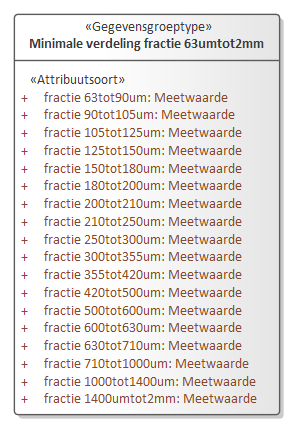 «Gegevensgroeptype»
Minimale verdeling fractie 63umtot2mm
«Attribuutsoort»
+ fractie 63tot90um: Meetwaarde
+ fractie 90tot105um: Meetwaarde
+ fractie 105tot125um: Meetwaarde
+ fractie 125tot150um: Meetwaarde
+ fractie 150tot180um: Meetwaarde
+ fractie 180tot200um: Meetwaarde
+ fractie 200tot210um: Meetwaarde
+ fractie 210tot250um: Meetwaarde
+ fractie 250tot300um: Meetwaarde
+ fractie 300tot355um: Meetwaarde
+ fractie 355tot420um: Meetwaarde
+ fractie 420tot500um: Meetwaarde
+ fractie 500tot600um: Meetwaarde
+ fractie 600tot630um: Meetwaarde
+ fractie 630tot710um: Meetwaarde
+ fractie 710tot1000um: Meetwaarde
+ fractie 1000tot1400um: Meetwaarde
+ fractie 1400umtot2mm: Meetwaarde